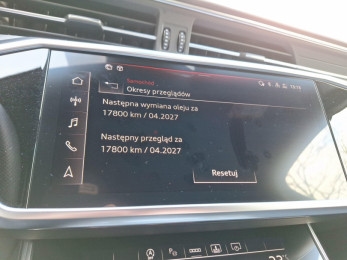 Samochód
Okresy przeglądów
Następna wymiana oleju za
17800 km / 04.2027
Następny przegląd za
17800 km / 04.2027
Resetuj